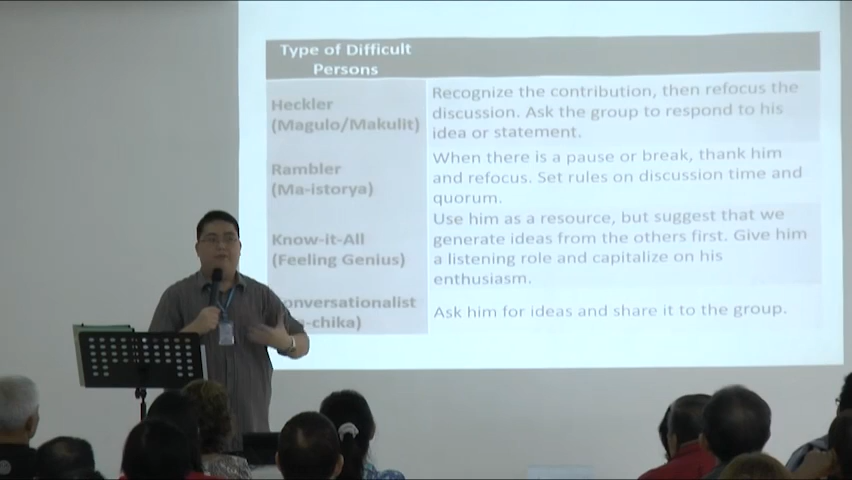 Type of Difficult
Persons
Heckler
(Magulo/Makulit)
Recognize the contribution, then refocus the
discussion. Ask the group to respond to his
idea or statement.
Rambler
(Ma-istorya)
When there is a pause or break, thank him
and refocus. Set rules on discussion time and
quorum.
Know-It-All
(Feeling Genius)
Use him as a resource, but suggest that we
generate ideas from the others first. Give him
a listening role and capitalize on his
enthusiasm.
onversationalist
-chika)
Ask him for ideas and share it to the group.